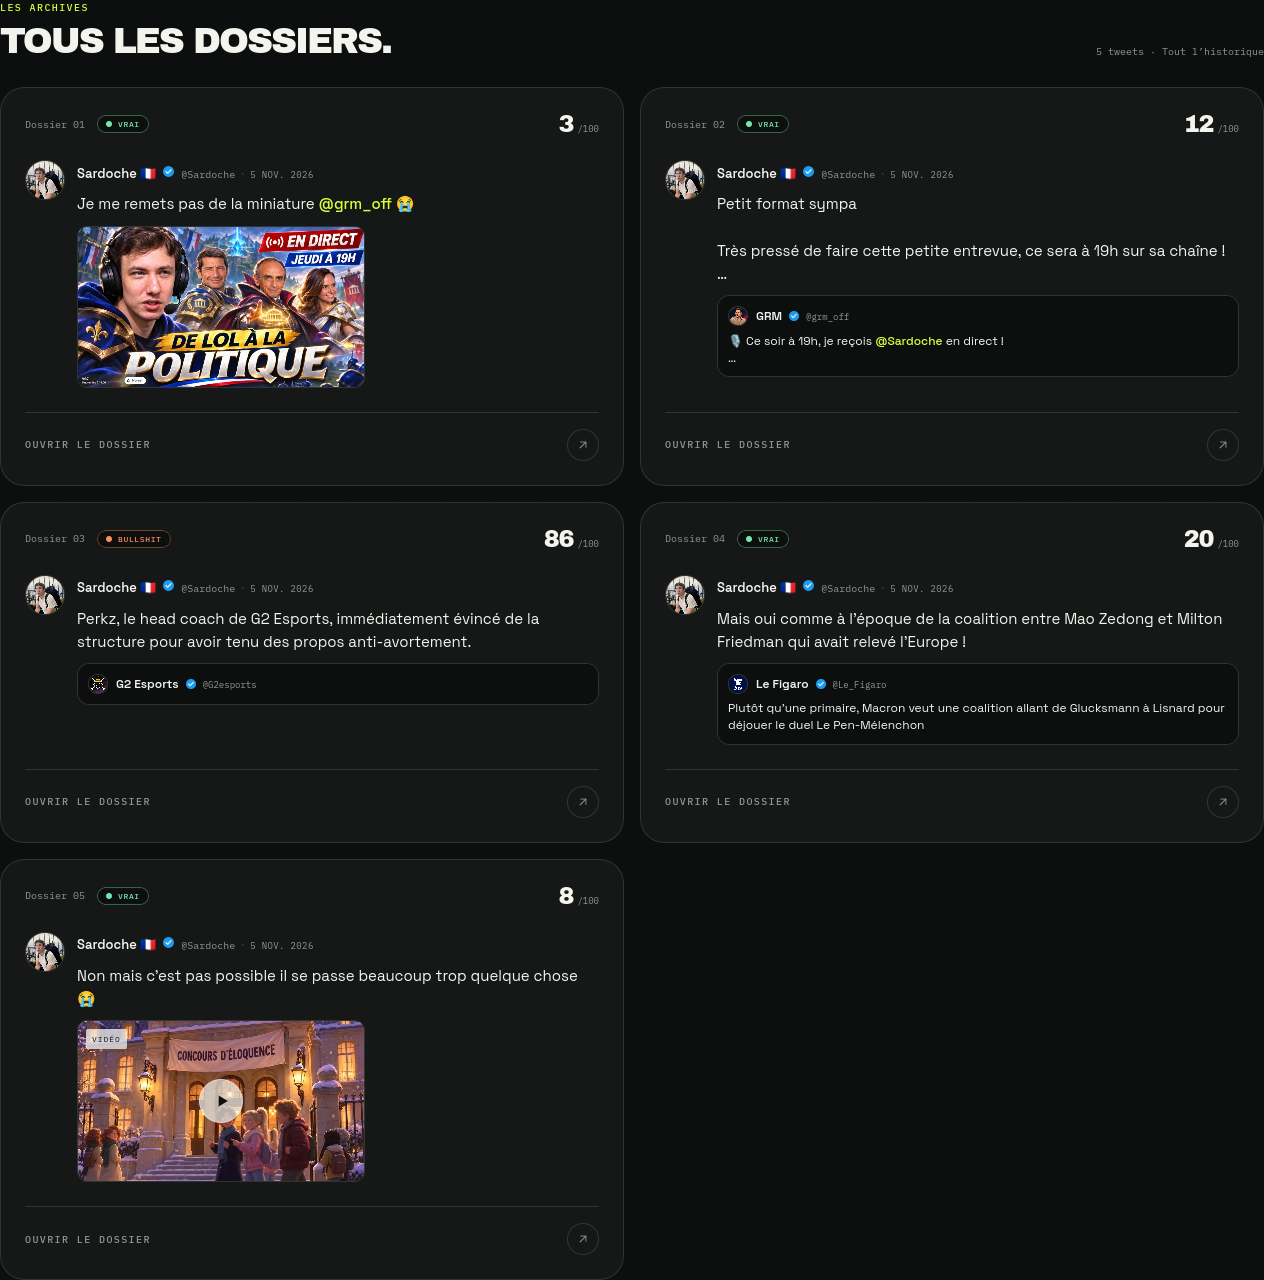 LES ARCHIVES
TOUS LES DOSSIERS.
5 tweets · Tout l'historique
Dossier 01
VRAI
3 /100
Sardoche 🇫🇷 @Sardoche · 5 NOV. 2026
Je me remets pas de la miniature @grm_off 😭
EN DIRECT
JEUDI À 19H
DE LOL À LA
POLITIQUE
OUVRIR LE DOSSIER
Dossier 02
VRAI
12 /100
Sardoche 🇫🇷 @Sardoche · 5 NOV. 2026
Petit format sympa
Très pressé de faire cette petite entrevue, ce sera à 19h sur sa chaîne !
…
GRM @grm_off
🎙️ Ce soir à 19h, je reçois @Sardoche en direct !
…
OUVRIR LE DOSSIER
Dossier 03
BULLSHIT
86 /100
Sardoche 🇫🇷 @Sardoche · 5 NOV. 2026
Perkz, le head coach de G2 Esports, immédiatement évincé de la
structure pour avoir tenu des propos anti-avortement.
G2 Esports @G2esports
OUVRIR LE DOSSIER
Dossier 04
VRAI
20 /100
Sardoche 🇫🇷 @Sardoche · 5 NOV. 2026
Mais oui comme à l'époque de la coalition entre Mao Zedong et Milton
Friedman qui avait relevé l'Europe !
Le Figaro @Le_Figaro
Plutôt qu'une primaire, Macron veut une coalition allant de Glucksmann à Lisnard pour
déjouer le duel Le Pen-Mélenchon
OUVRIR LE DOSSIER
Dossier 05
VRAI
8 /100
Sardoche 🇫🇷 @Sardoche · 5 NOV. 2026
Non mais c'est pas possible il se passe beaucoup trop quelque chose
😭
VIDÉO
CONCOURS D'ÉLOQUENCE
OUVRIR LE DOSSIER